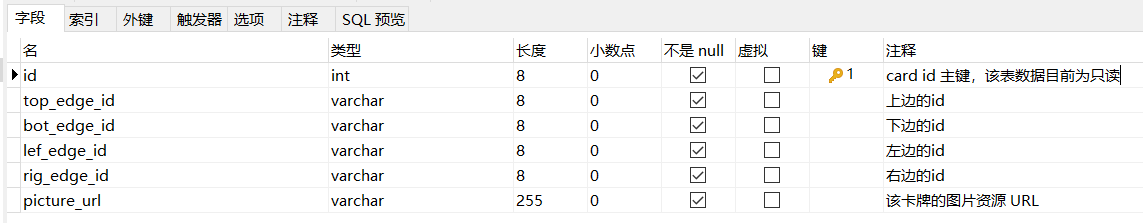 字段 索引 外键 触发器 选项 注释 SQL 预览
名 类型 长度 小数点 不是 null 虚拟 键 注释
id int 8 0 1 card id 主键，该表数据目前为只读
top_edge_id varchar 8 0 上边的id
bot_edge_id varchar 8 0 下边的id
lef_edge_id varchar 8 0 左边的id
rig_edge_id varchar 8 0 右边的id
picture_url varchar 255 0 该卡牌的图片资源 URL